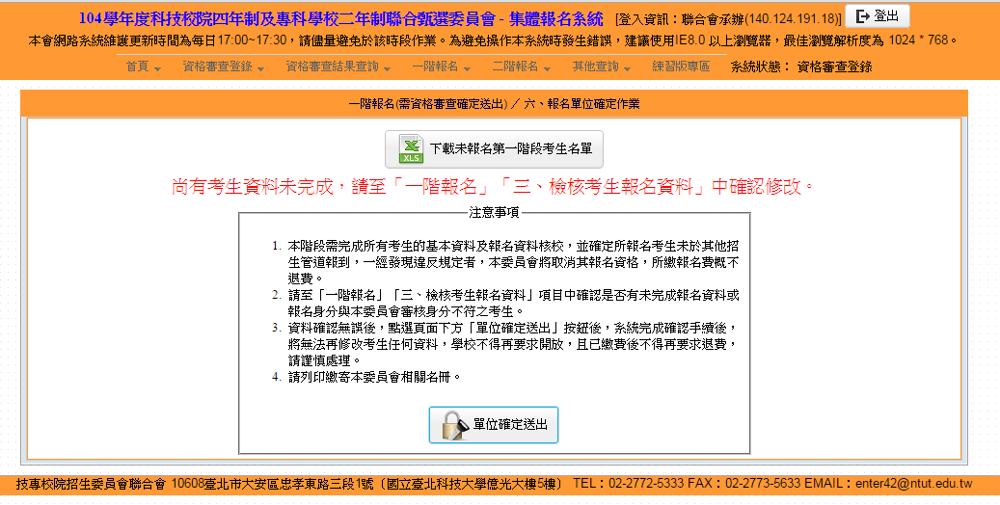 104學年度科技校院四年制及專科學校二年制聯合甄選委員會 - 集體報名系統 [登入資訊：聯合會承辦(140.124.191.18)] 登出
本會網路系統維護更新時間為每日17:00~17:30，請儘量避免於該時段作業。為避免操作本系統時發生錯誤，建議使用IE8.0 以上瀏覽器，最佳瀏覽解析度為 1024 * 768。
首頁 資格審查登錄 資格審查結果查詢 一階報名 二階報名 其他查詢 練習版專區 系統狀態： 資格審查登錄
一階報名(需資格審查確定送出) ／ 六、報名單位確定作業
XLS 下載未報名第一階段考生名單
尚有考生資料未完成，請至「一階報名」「三、檢核考生報名資料」中確認修改。
注意事項
1. 本階段需完成所有考生的基本資料及報名資料核校，並確定所報名考生未於其他招
生管道報到，一經發現違反規定者，本委員會將取消其報名資格，所繳報名費概不
退費。
2. 請至「一階報名」「三、檢核考生報名資料」項目中確認是否有未完成報名資料或
報名身分與本委員會審核身分不符之考生。
3. 資料確認無誤後，點選頁面下方「單位確定送出」按鈕後，系統完成確認手續後，
將無法再修改考生任何資料，學校不得再要求開放，且已繳費後不得再要求退費，
請謹慎處理。
4. 請列印繳寄本委員會相關名冊。
單位確定送出
技專校院招生委員會聯合會 10608臺北市大安區忠孝東路三段1號〔國立臺北科技大學億光大樓5樓〕 TEL：02-2772-5333 FAX：02-2773-5633 EMAIL：enter42@ntut.edu.tw